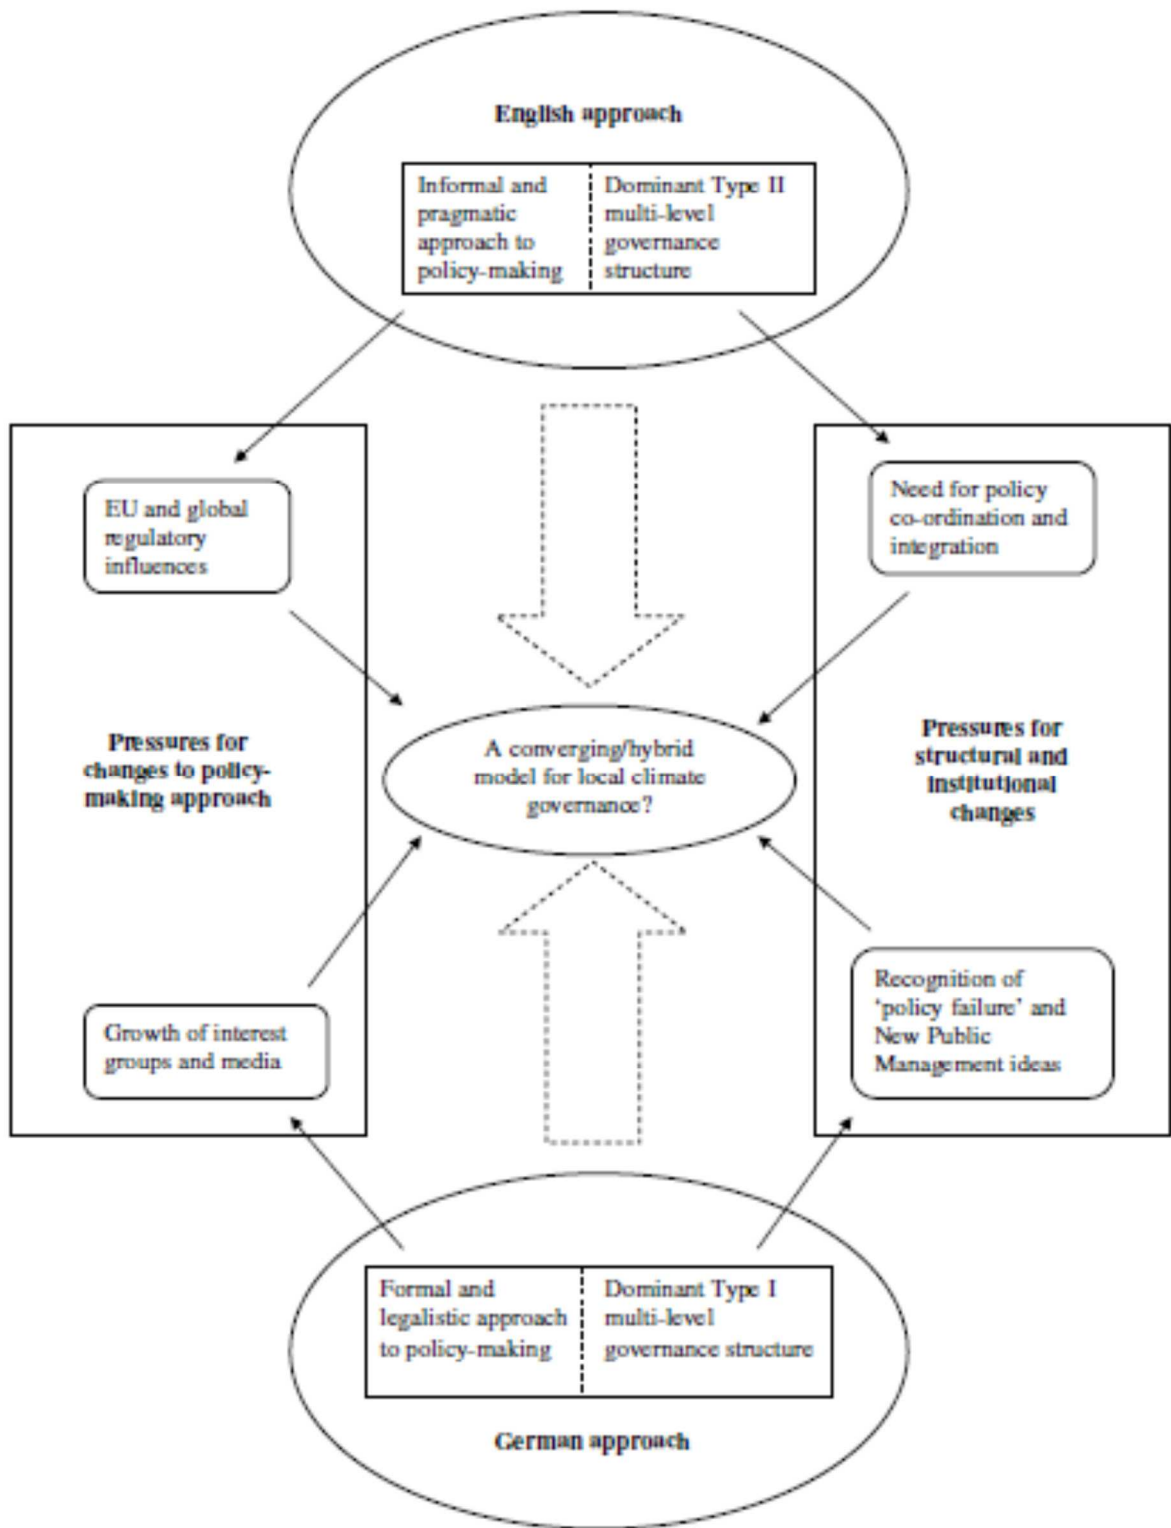 English approach
Informal and
pragmatic
approach to
policy-making
Dominant Type II
multi-level
governance
structure
EU and global
regulatory
influences
Need for policy
co-ordination and
integration
Pressures for
changes to policy-
making approach
A converging/hybrid
model for local climate
governance?
Pressures for
structural and
institutional
changes
Growth of interest
groups and media
Recognition of
‘policy failure’ and
New Public
Management ideas
Formal and
legalistic approach
to policy-making
Dominant Type I
multi-level
governance structure
German approach